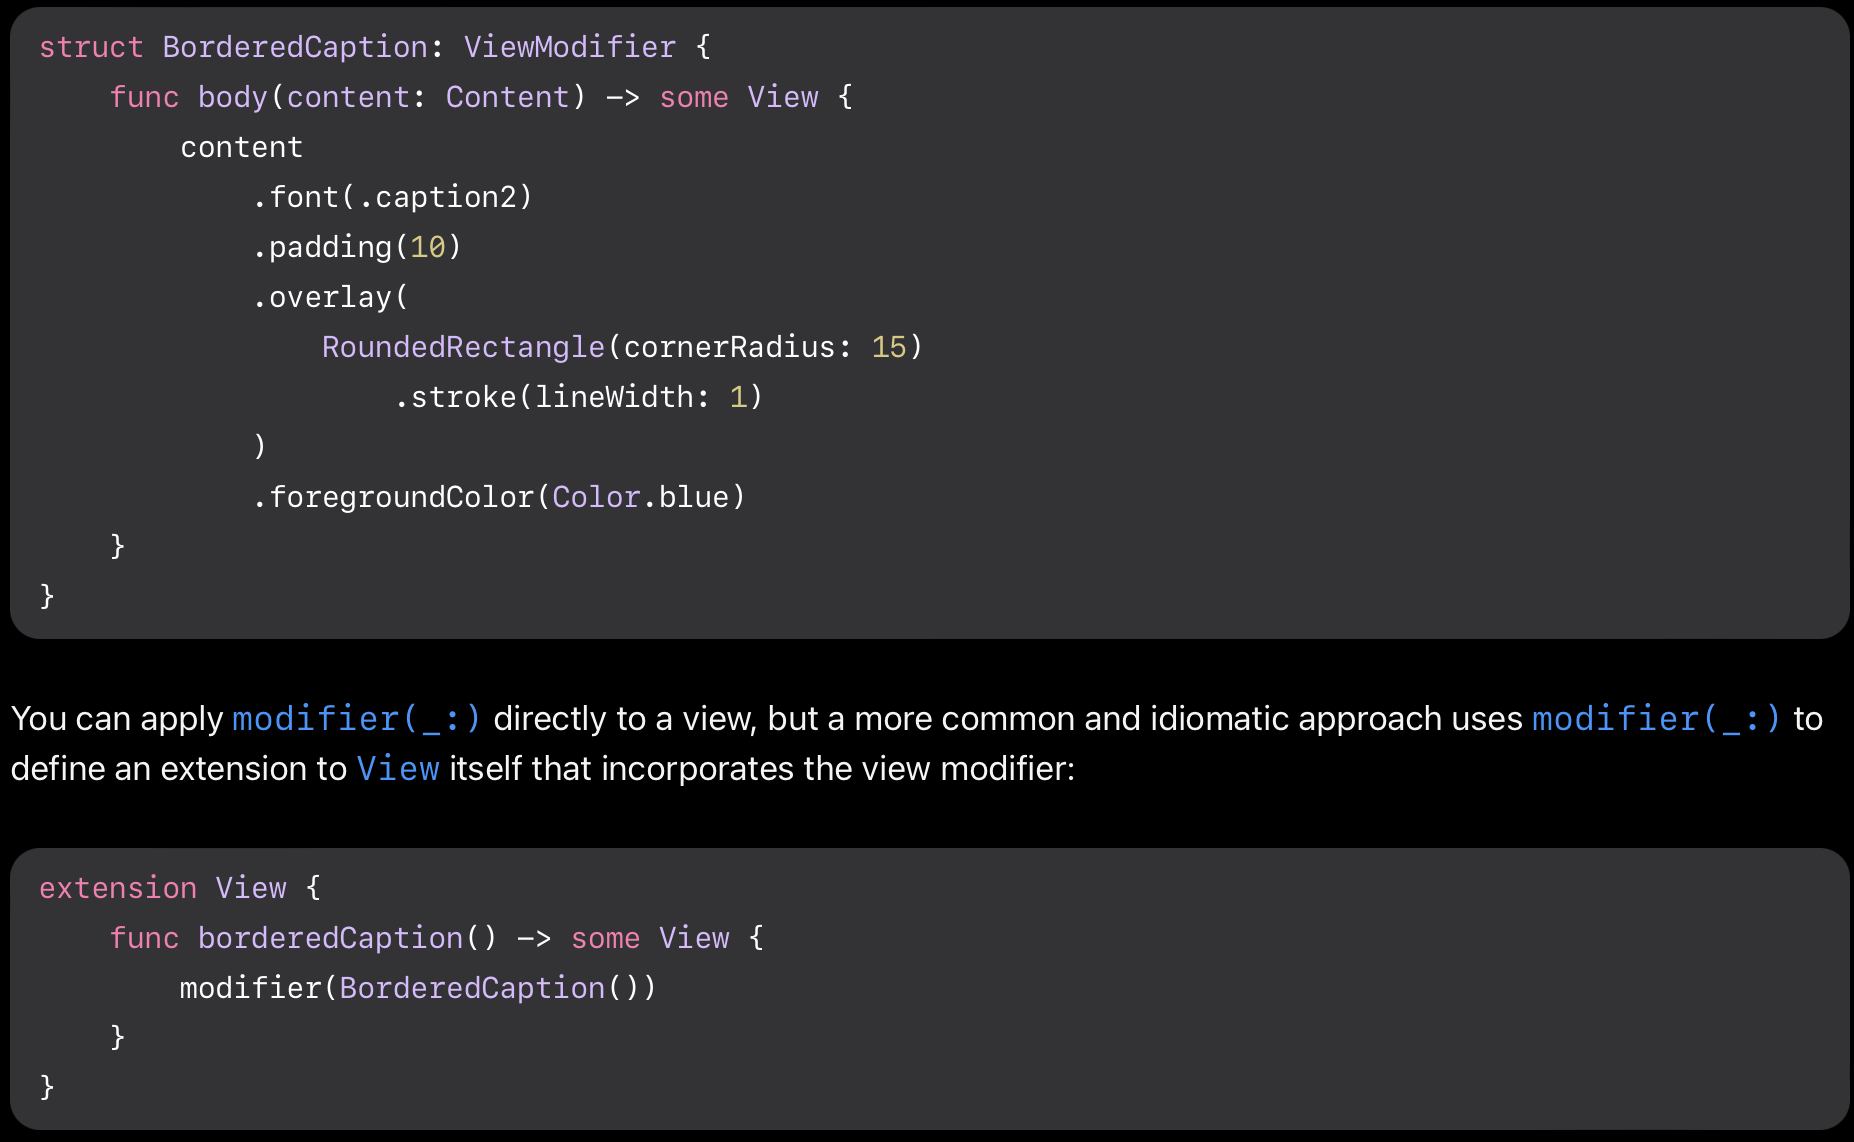 struct BorderedCaption: ViewModifier {
    func body(content: Content) -> some View {
        content
            .font(.caption2)
            .padding(10)
            .overlay(
                RoundedRectangle(cornerRadius: 15)
                    .stroke(lineWidth: 1)
            )
            .foregroundColor(Color.blue)
    }
}
You can apply modifier(_:) directly to a view, but a more common and idiomatic approach uses modifier(_:) to
define an extension to View itself that incorporates the view modifier:
extension View {
    func borderedCaption() -> some View {
        modifier(BorderedCaption())
    }
}